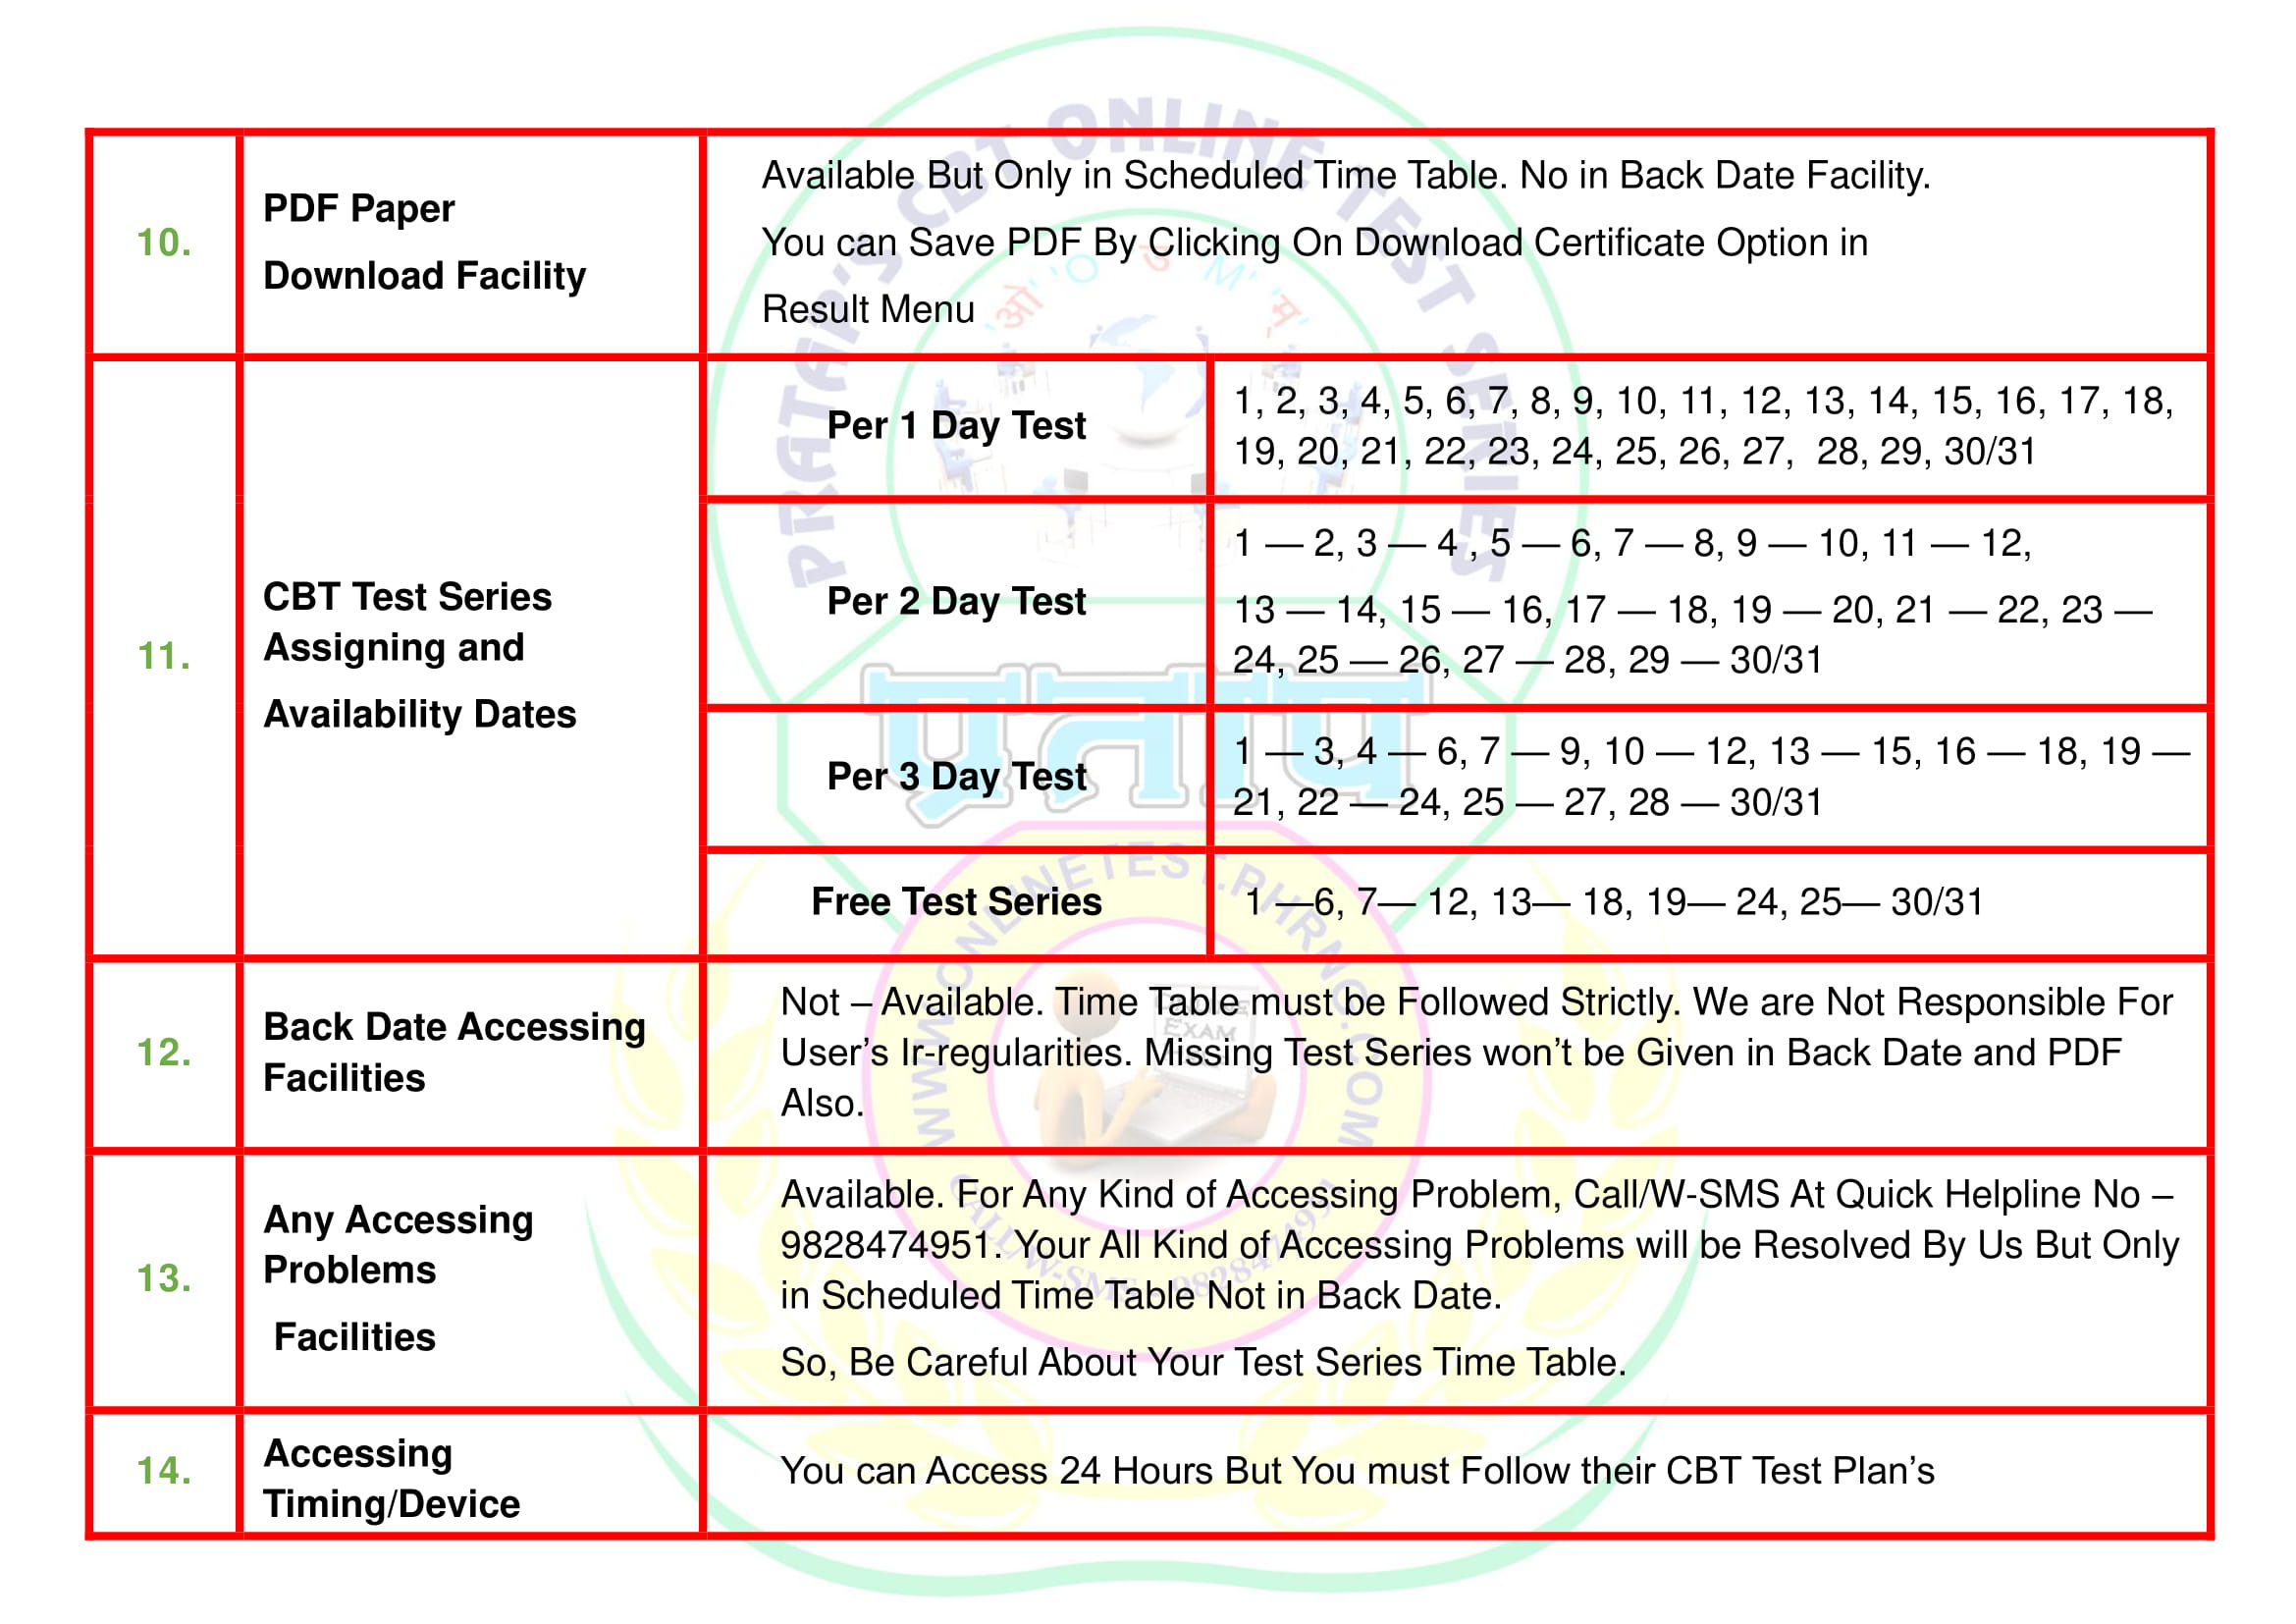 PRATAP'S CBT ONLINE TEST SERIES
'ओ' 'O' 'उ' 'M' 'म्'
10.
PDF Paper
Download Facility
Available But Only in Scheduled Time Table. No in Back Date Facility.
You can Save PDF By Clicking On Download Certificate Option in
Result Menu
11.
CBT Test Series
Assigning and
Availability Dates
Per 1 Day Test
1, 2, 3, 4, 5, 6, 7, 8, 9, 10, 11, 12, 13, 14, 15, 16, 17, 18,
19, 20, 21, 22, 23, 24, 25, 26, 27,  28, 29, 30/31
Per 2 Day Test
1 — 2, 3 — 4 , 5 — 6, 7 — 8, 9 — 10, 11 — 12,
13 — 14, 15 — 16, 17 — 18, 19 — 20, 21 — 22, 23 —
24, 25 — 26, 27 — 28, 29 — 30/31
प्रताप
Per 3 Day Test
1 — 3, 4 — 6, 7 — 9, 10 — 12, 13 — 15, 16 — 18, 19 —
21, 22 — 24, 25 — 27, 28 — 30/31
Free Test Series
1 —6, 7— 12, 13— 18, 19— 24, 25— 30/31
WWW.ONLINETEST.PHRNG.COM
12.
Back Date Accessing
Facilities
Not – Available. Time Table must be Followed Strictly. We are Not Responsible For
User's Ir-regularities. Missing Test Series won't be Given in Back Date and PDF
Also.
EXAM
13.
Any Accessing
Problems
Facilities
Available. For Any Kind of Accessing Problem, Call/W-SMS At Quick Helpline No –
9828474951. Your All Kind of Accessing Problems will be Resolved By Us But Only
in Scheduled Time Table Not in Back Date.
So, Be Careful About Your Test Series Time Table.
CALL/W-SMS - 9828474951
14.
Accessing
Timing/Device
You can Access 24 Hours But You must Follow their CBT Test Plan's